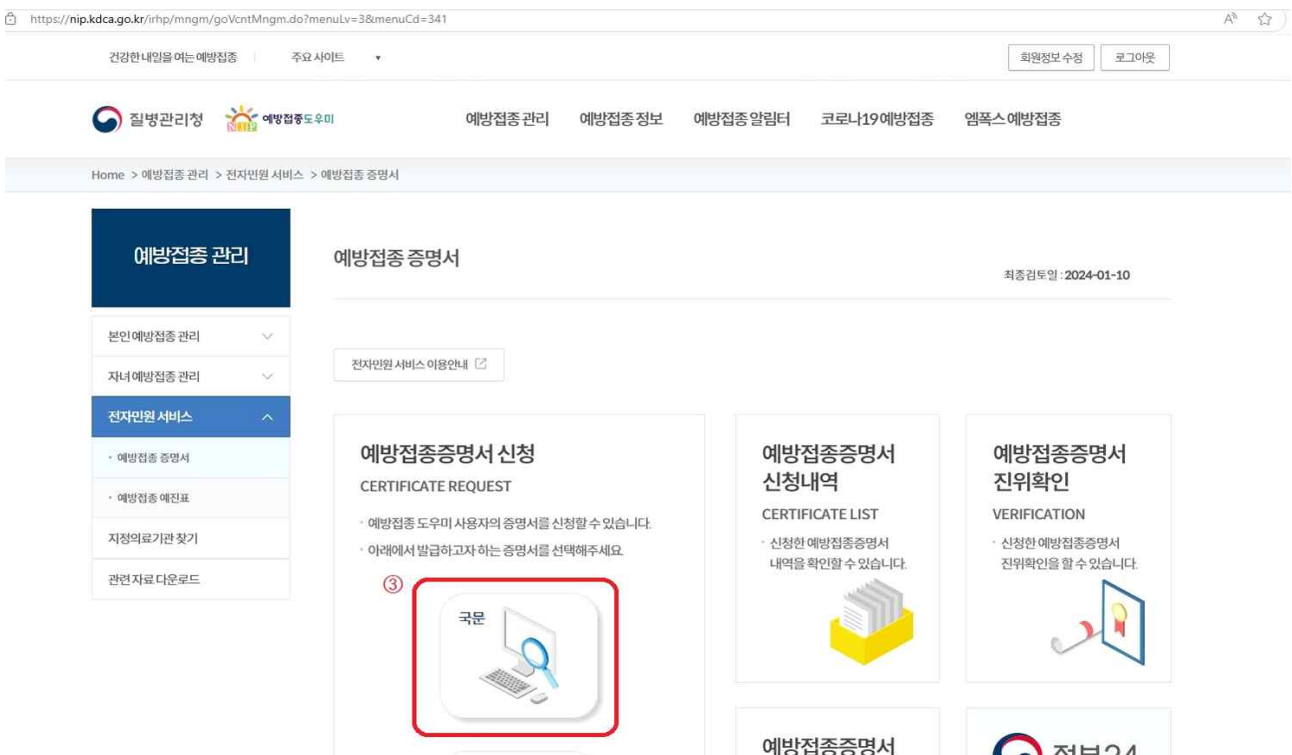 https://nip.kdca.go.kr/irhp/mngm/goVcntMngm.do?menuLv=3&menuCd=341
건강한 내일을 여는 예방접종
주요 사이트
회원정보 수정
로그아웃
질병관리청
NIP
예방접종도우미
예방접종 관리
예방접종 정보
예방접종 알림터
코로나19 예방접종
엠폭스 예방접종
Home > 예방접종 관리 > 전자민원 서비스 > 예방접종 증명서
예방접종 관리
본인 예방접종 관리
자녀 예방접종 관리
전자민원 서비스
· 예방접종 증명서
· 예방접종 예진표
지정의료기관 찾기
관련 자료 다운로드
예방접종 증명서
최종검토일 : 2024-01-10
전자민원 서비스 이용안내
예방접종증명서 신청
CERTIFICATE REQUEST
· 예방접종 도우미 사용자의 증명서를 신청할 수 있습니다.
· 아래에서 발급하고자 하는 증명서를 선택해주세요.
③
국문
예방접종증명서
신청내역
CERTIFICATE LIST
· 신청한 예방접종증명서
내역을 확인할 수 있습니다.
예방접종증명서
진위확인
VERIFICATION
· 신청한 예방접종증명서
진위확인을 할 수 있습니다.
예방접종증명서
정부24